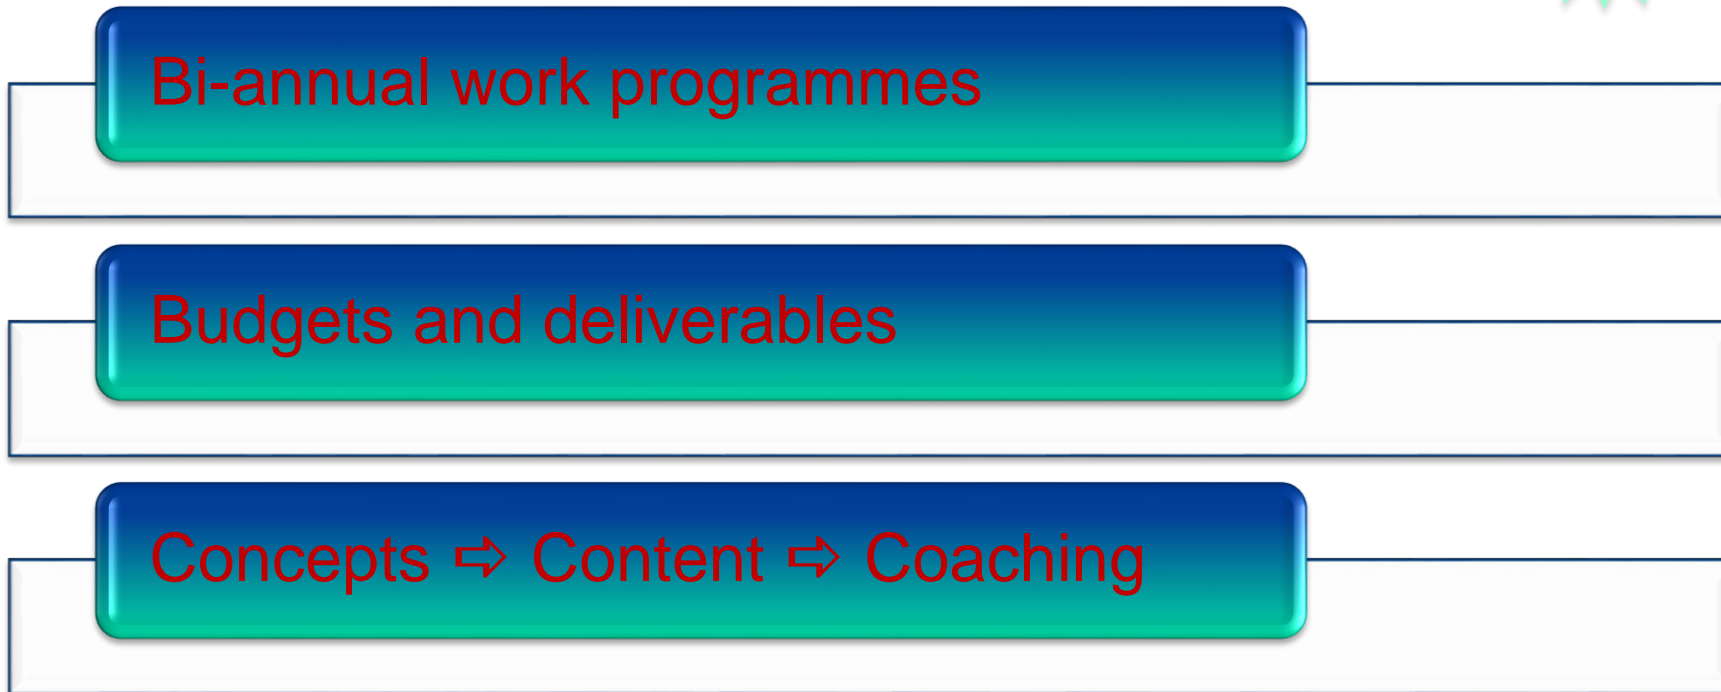 Bi-annual work programmes
Budgets and deliverables
Concepts ⇨ Content ⇨ Coaching